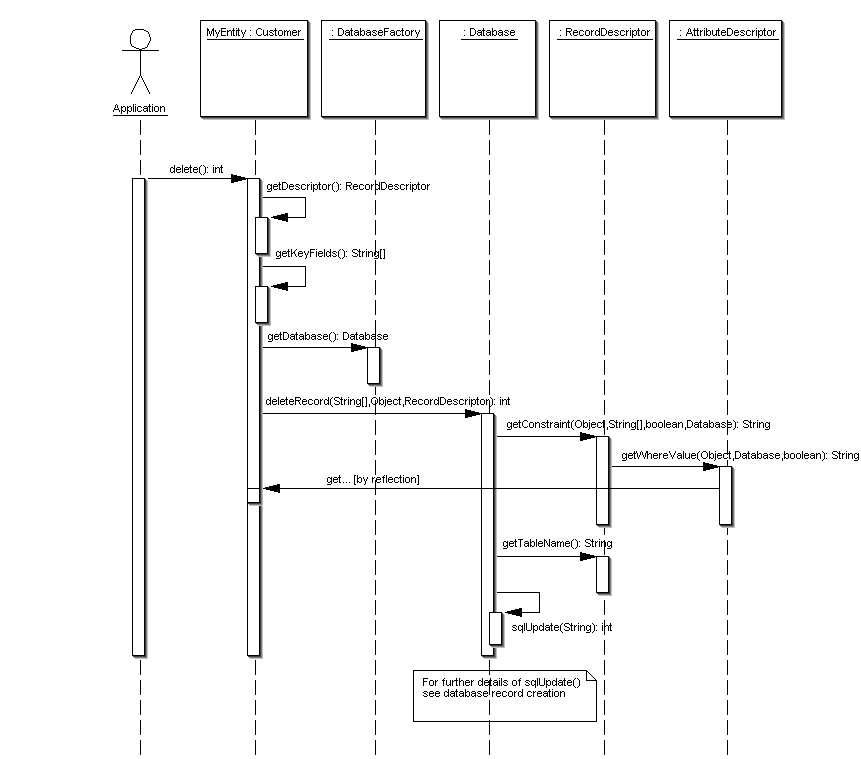 MyEntity : Customer
: DatabaseFactory
: Database
: RecordDescriptor
: AttributeDescriptor
Application
delete(): int
getDescriptor(): RecordDescriptor
getKeyFields(): String[]
getDatabase(): Database
deleteRecord(String[],Object,RecordDescriptor): int
getConstraint(Object,String[],boolean,Database): String
getWhereValue(Object,Database,boolean): String
get... [by reflection]
getTableName(): String
sqlUpdate(String): int
For further details of sqlUpdate()
see database record creation